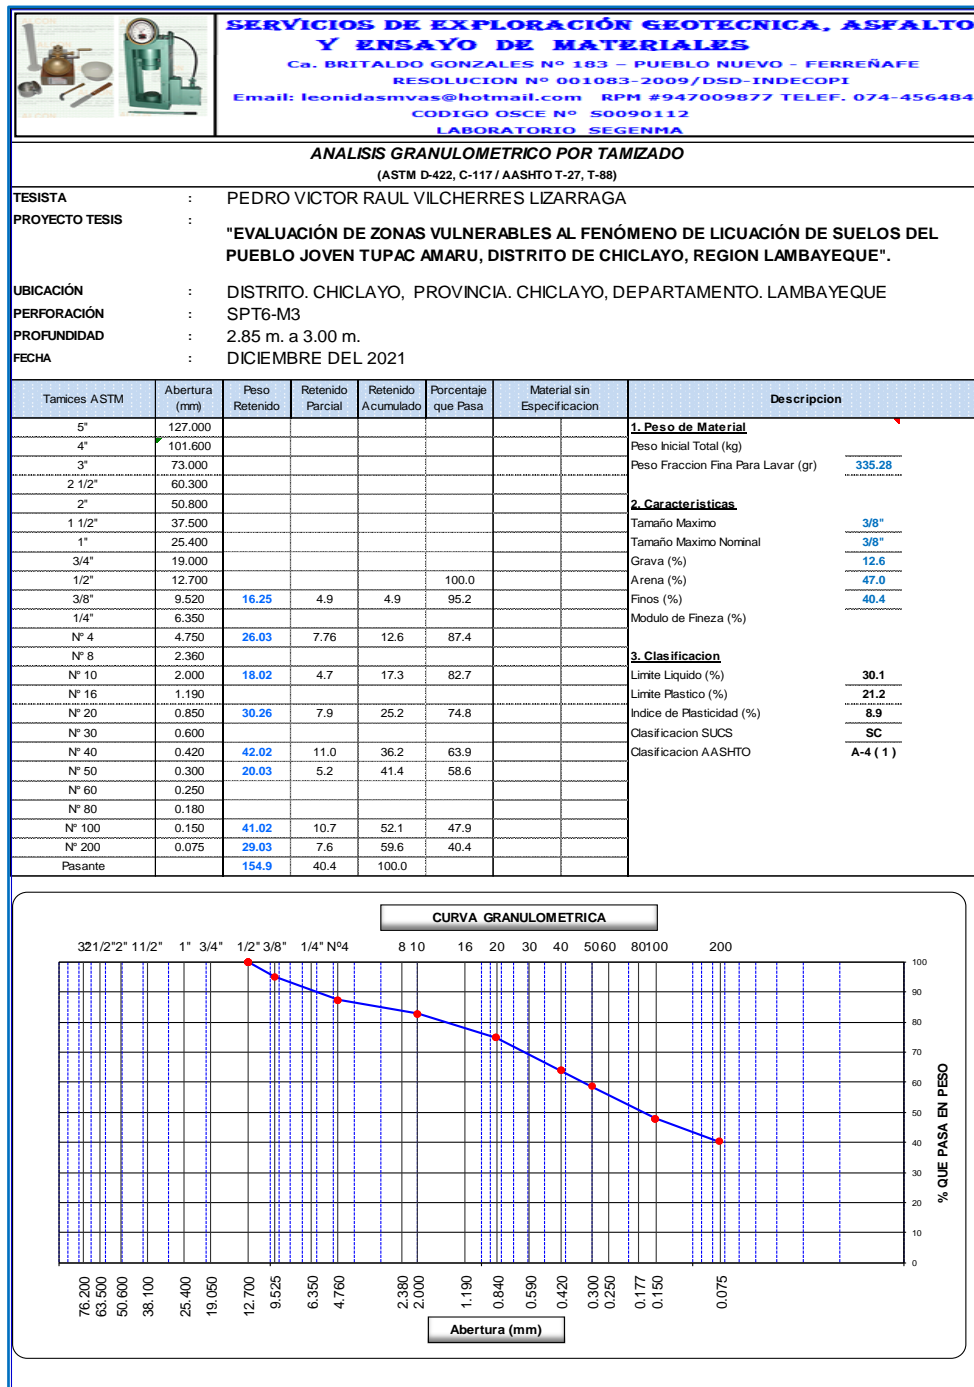 SERVICIOS DE EXPLORACIÓN GEOTECNICA, ASFALTO
Y ENSAYO DE MATERIALES
Ca. BRITALDO GONZALES Nº 183 – PUEBLO NUEVO - FERREÑAFE
RESOLUCION Nº 001083-2009/DSD-INDECOPI
Email: leonidasmvas@hotmail.com RPM #947009877 TELEF. 074-456484
CODIGO OSCE Nº S0090112
LABORATORIO SEGENMA
ANALISIS GRANULOMETRICO POR TAMIZADO
(ASTM D-422, C-117 / AASHTO T-27, T-88)
TESISTA : PEDRO VICTOR RAUL VILCHERRES LIZARRAGA
PROYECTO TESIS :
"EVALUACIÓN DE ZONAS VULNERABLES AL FENÓMENO DE LICUACIÓN DE SUELOS DEL
PUEBLO JOVEN TUPAC AMARU, DISTRITO DE CHICLAYO, REGION LAMBAYEQUE".
UBICACIÓN : DISTRITO. CHICLAYO, PROVINCIA. CHICLAYO, DEPARTAMENTO. LAMBAYEQUE
PERFORACIÓN : SPT6-M3
PROFUNDIDAD : 2.85 m. a 3.00 m.
FECHA : DICIEMBRE DEL 2021
Tamices ASTM Abertura (mm) Peso Retenido Retenido Parcial Retenido Acumulado Porcentaje que Pasa Material sin Especificacion Descripcion
5" 127.000 1. Peso de Material
4" 101.600 Peso Inicial Total (kg)
3" 73.000 Peso Fraccion Fina Para Lavar (gr) 335.28
2 1/2" 60.300
2" 50.800 2. Caracteristicas
1 1/2" 37.500 Tamaño Maximo 3/8"
1" 25.400 Tamaño Maximo Nominal 3/8"
3/4" 19.000 Grava (%) 12.6
1/2" 12.700 100.0 Arena (%) 47.0
3/8" 9.520 16.25 4.9 4.9 95.2 Finos (%) 40.4
1/4" 6.350 Modulo de Fineza (%)
Nº 4 4.750 26.03 7.76 12.6 87.4
Nº 8 2.360 3. Clasificacion
Nº 10 2.000 18.02 4.7 17.3 82.7 Limite Liquido (%) 30.1
Nº 16 1.190 Limite Plastico (%) 21.2
Nº 20 0.850 30.26 7.9 25.2 74.8 Indice de Plasticidad (%) 8.9
Nº 30 0.600 Clasificacion SUCS SC
Nº 40 0.420 42.02 11.0 36.2 63.9 Clasificacion AASHTO A-4 ( 1 )
Nº 50 0.300 20.03 5.2 41.4 58.6
Nº 60 0.250
Nº 80 0.180
Nº 100 0.150 41.02 10.7 52.1 47.9
Nº 200 0.075 29.03 7.6 59.6 40.4
Pasante 154.9 40.4 100.0
CURVA GRANULOMETRICA
3" 2 1/2" 2" 1 1/2" 1" 3/4" 1/2" 3/8" 1/4" Nº4 8 10 16 20 30 40 50 60 80 100 200
100
90
80
70
60
50
40
30
20
10
0
% QUE PASA EN PESO
76.200 63.500 50.600 38.100 25.400 19.050 12.700 9.525 6.350 4.760 2.380 2.000 1.190 0.840 0.590 0.420 0.300 0.250 0.177 0.150 0.075
Abertura (mm)